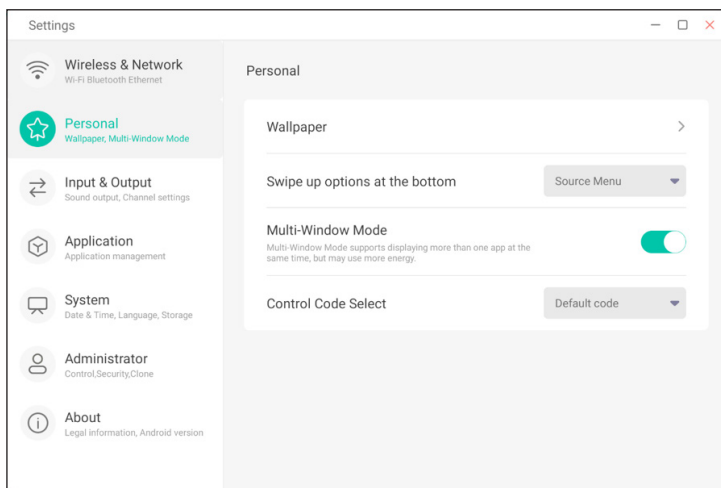 Settings
Wireless & Network
Wi-Fi Bluetooth Ethernet
Personal
Wallpaper, Multi-Window Mode
Input & Output
Sound output, Channel settings
Application
Application management
System
Date & Time, Language, Storage
Administrator
Control,Security,Clone
About
Legal information, Android version
Personal
Wallpaper
Swipe up options at the bottom
Source Menu
Multi-Window Mode
Multi-Window Mode supports displaying more than one app at the
same time, but may use more energy.
Control Code Select
Default code